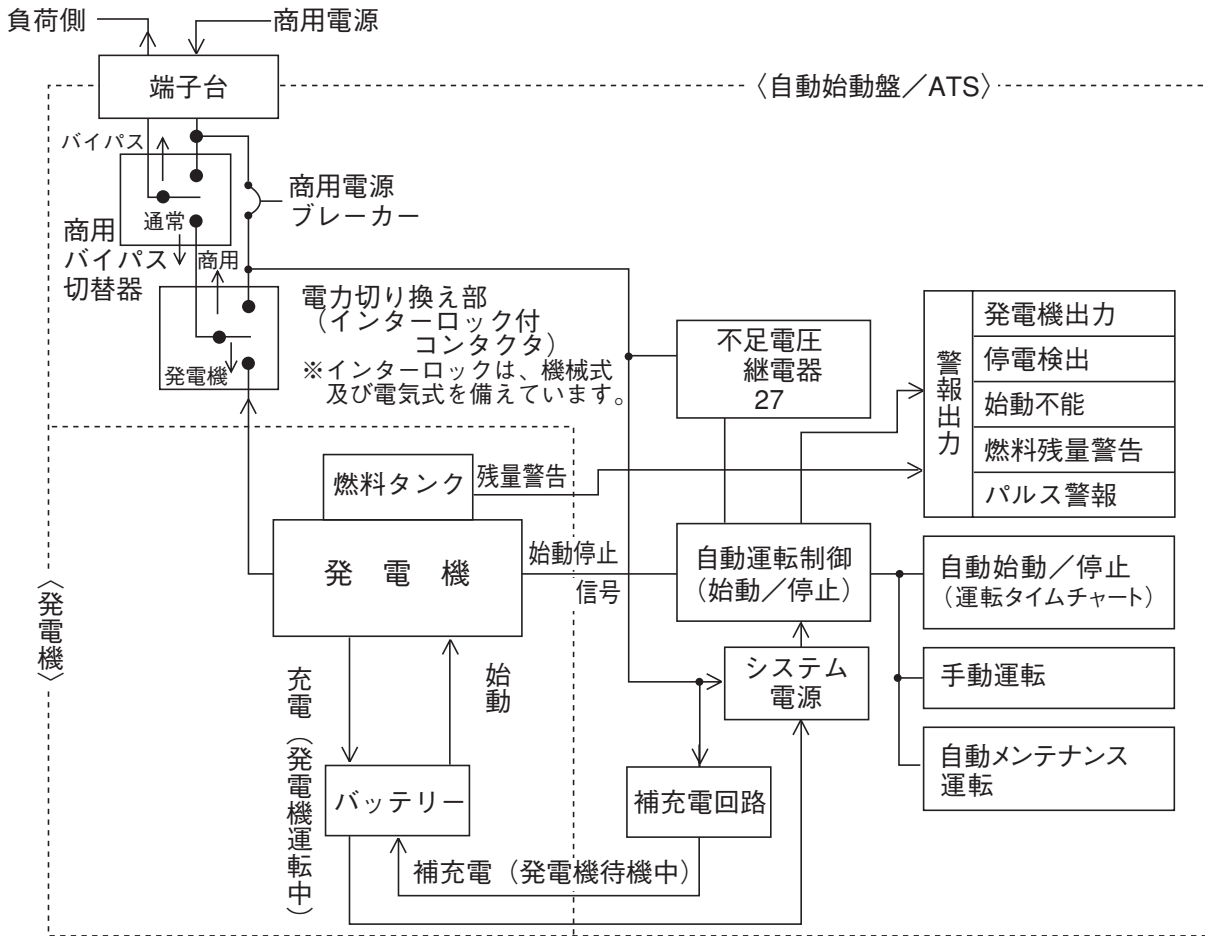 負荷側
商用電源
端子台
〈自動始動盤／ATS〉
バイパス
通常
商用電源
ブレーカー
商用
バイパス
切替器
商用
発電機
電力切り換え部
（インターロック付
コンタクタ）
※インターロックは、機械式
及び電気式を備えています。
不足電圧
継電器
27
警報出力
発電機出力
停電検出
始動不能
燃料残量警告
パルス警報
燃料タンク
残量警告
発電機
始動停止
信号
自動運転制御
（始動／停止）
自動始動／停止
（運転タイムチャート）
〈発電機〉
システム
電源
手動運転
充電（発電機運転中）
始動
自動メンテナンス
運転
バッテリー
補充電回路
補充電（発電機待機中）